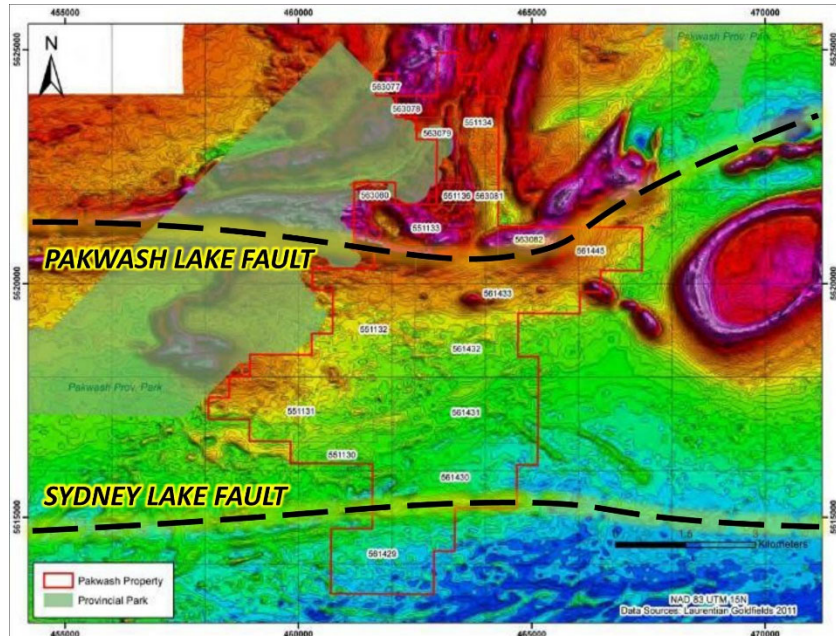 455000 460000 465000 470000
5625000
5625000
N
Pakwash Prov. Park
563077
563078
563079
551134
563080
551136
563081
551133
563082
561445
PAKWASH LAKE FAULT
5620000
5620000
561433
551132
561432
Pakwash Prov. Park
551131
561431
551130
561430
SYDNEY LAKE FAULT
5615000
5615000
1.5
Kilometers
561429
Pakwash Property
Provincial Park
NAD 83 UTM 15N
Data Sources: Laurentian Goldfields 2011
455000 460000 465000 470000